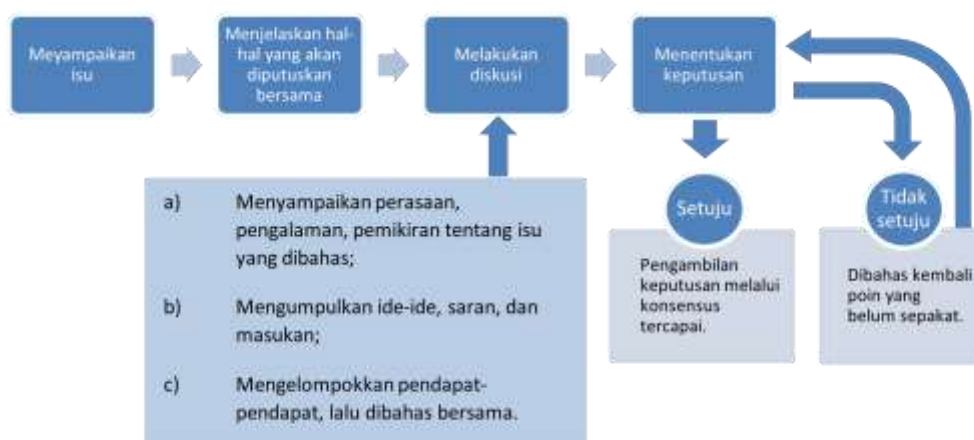 Meyampaikan
isu
Menjelaskan hal-
hal yang akan
diputuskan
bersama
Melakukan
diskusi
Menentukan
keputusan
a) Menyampaikan perasaan,
pengalaman, pemikiran tentang isu
yang dibahas;
b) Mengumpulkan ide-ide, saran, dan
masukan;
c) Mengelompokkan pendapat-
pendapat, lalu dibahas bersama.
Setuju
Pengambilan
keputusan melalui
konsensus
tercapai.
Tidak
setuju
Dibahas kembali
poin yang
belum sepakat.